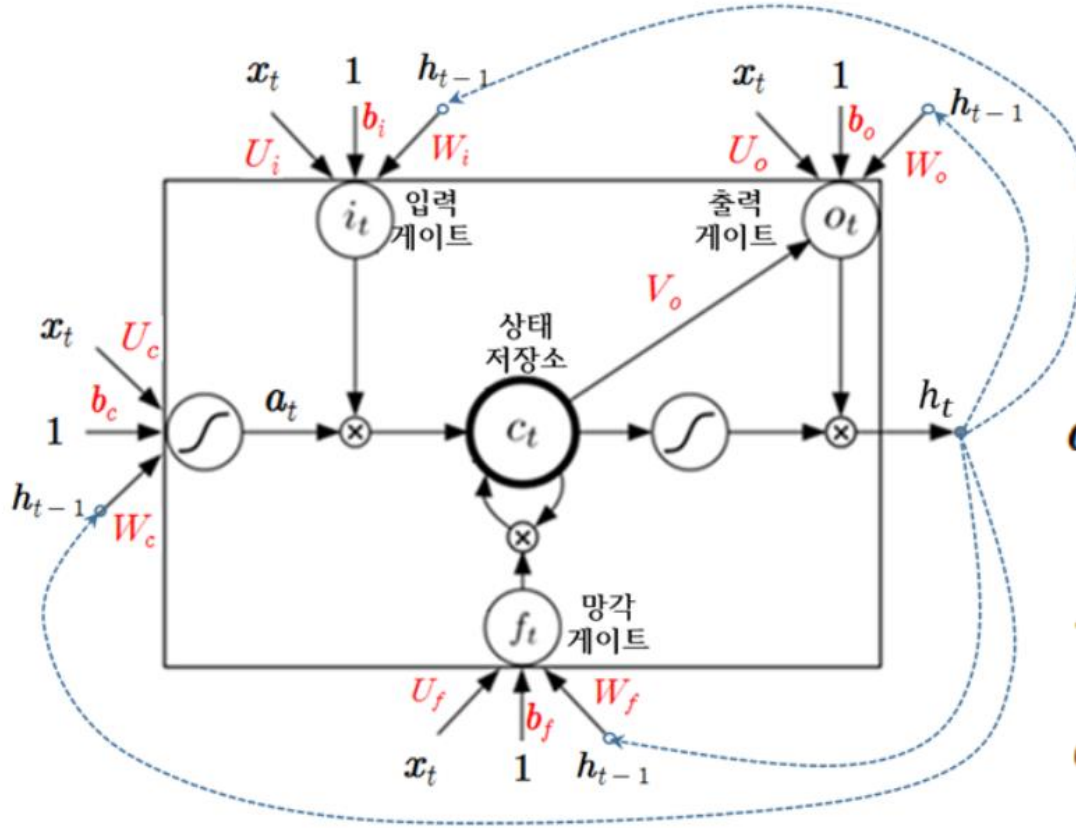 x_t 1 h_{t-1}
U_i b_i W_i
x_t 1 h_{t-1}
U_o b_o W_o
i_t
입력
게이트
출력
게이트
o_t
V_o
상태
저장소
x_t U_c
b_c
1
a_t
c_t
h_t
h_{t-1}
W_c
f_t
망각
게이트
U_f b_f W_f
x_t 1 h_{t-1}